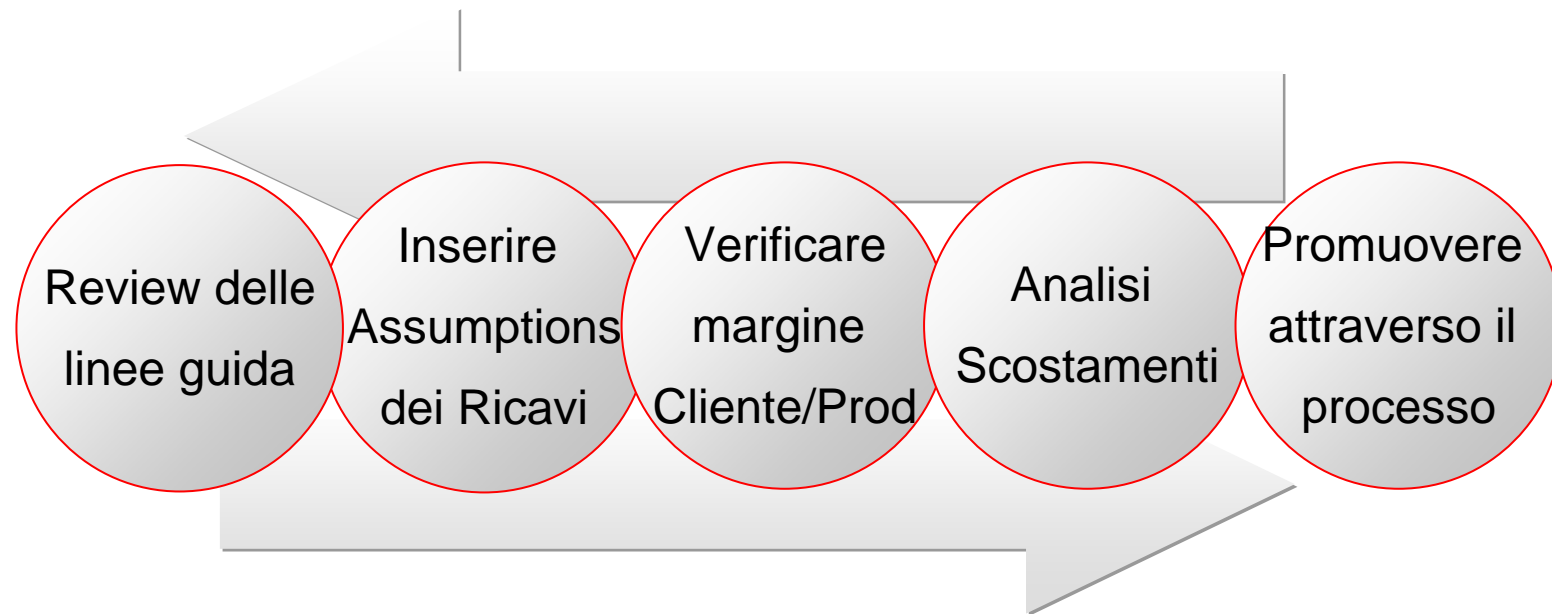 Review delle
linee guida
Inserire
Assumptions
dei Ricavi
Verificare
margine
Cliente/Prod
Analisi
Scostamenti
Promuovere
attraverso il
processo